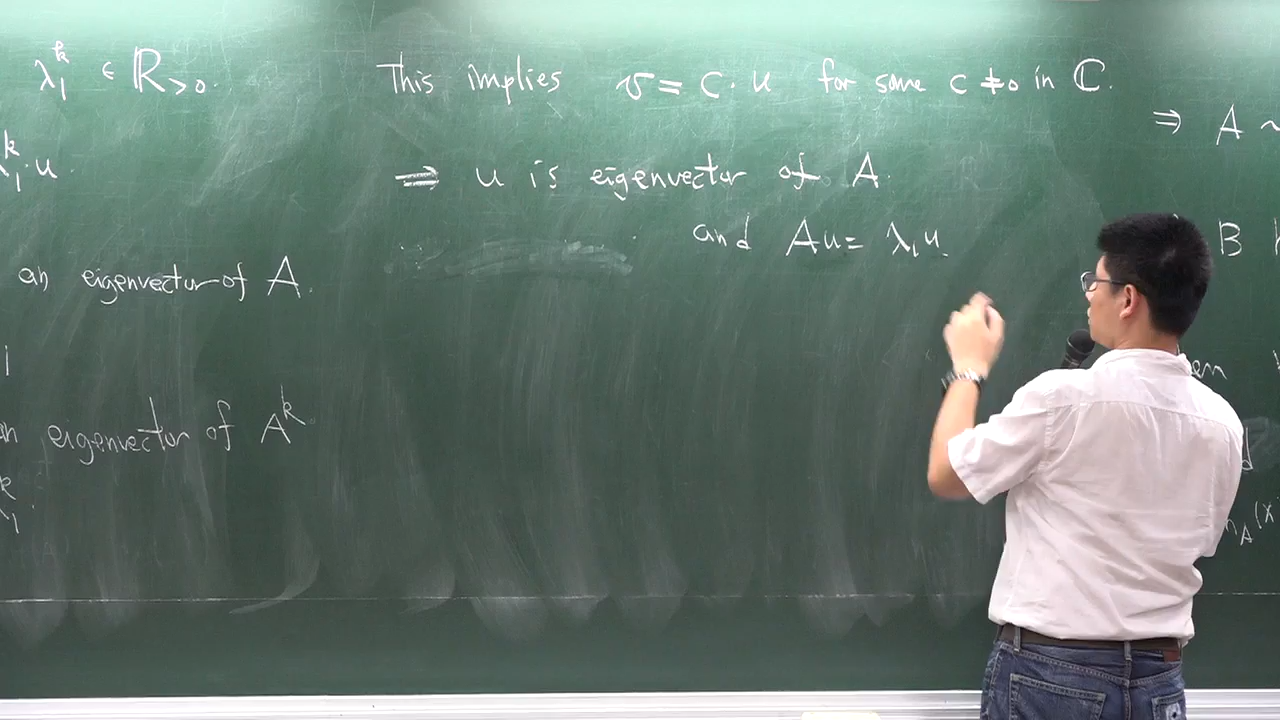 λ₁ᵏ ∈ ℝ>0.
λ₁ᵏ·u.
an eigenvector of A.
an eigenvector of Aᵏ.
This implies v = c·u for some c ≠ 0 in ℂ.
⇒ u is eigenvector of A.
and Au = λ₁u.
⇒ A ~
B